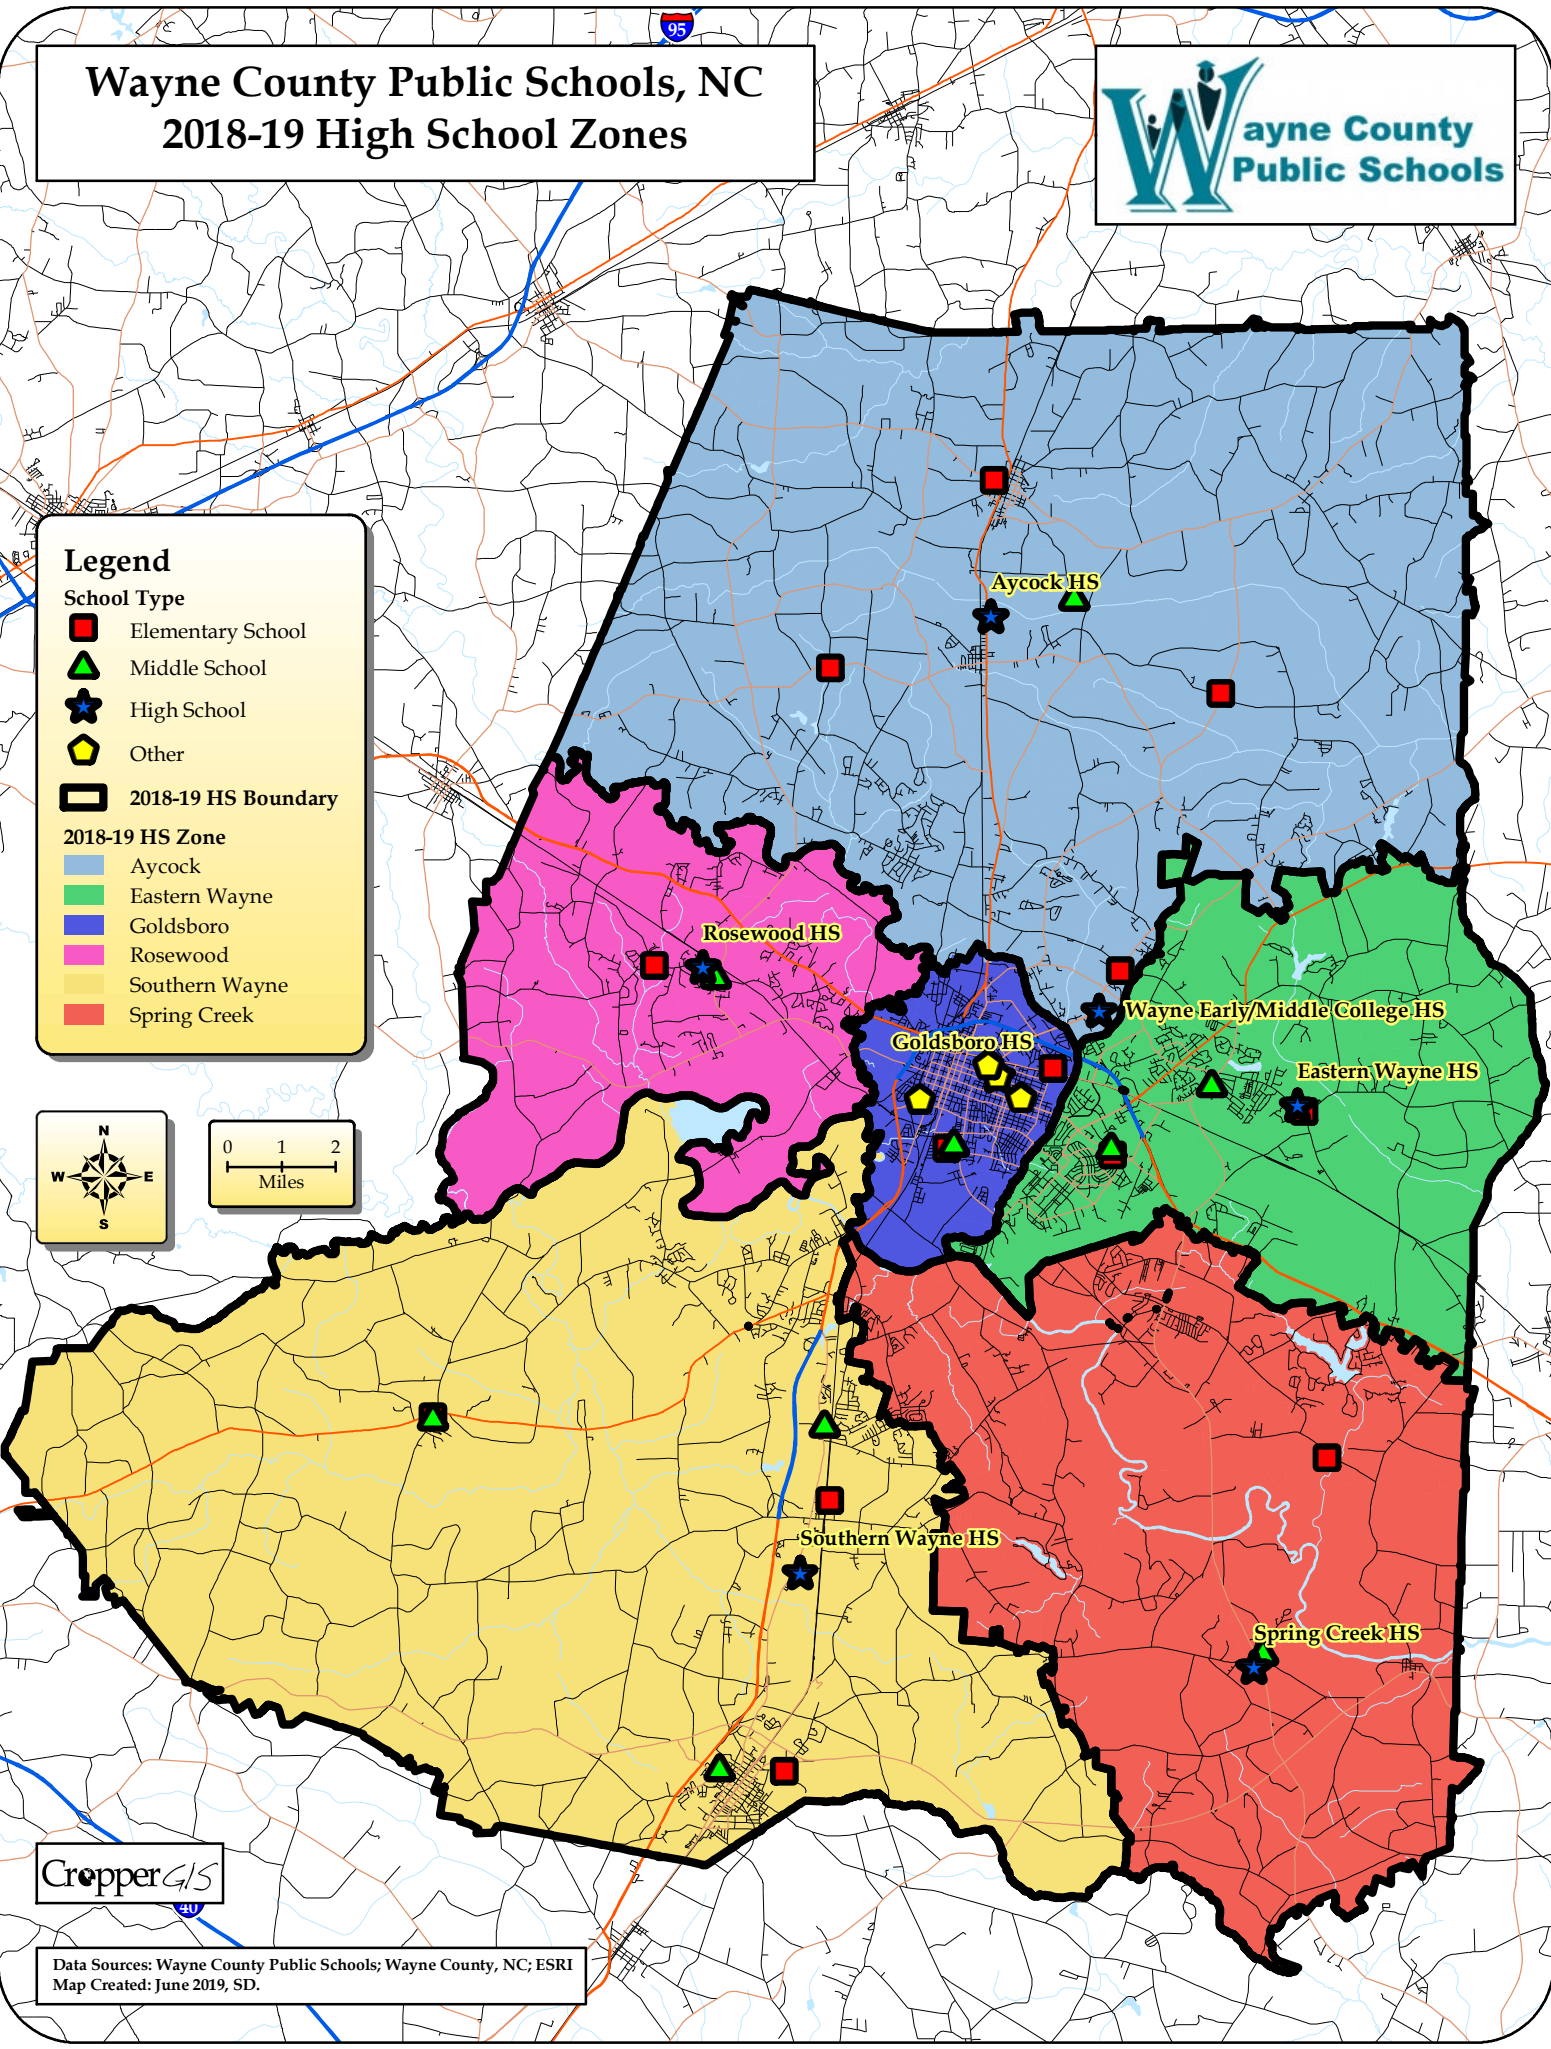 95
Wayne County Public Schools, NC
2018-19 High School Zones
Wayne County
Public Schools
Legend
School Type
Elementary School
Middle School
High School
Other
2018-19 HS Boundary
2018-19 HS Zone
Aycock
Eastern Wayne
Goldsboro
Rosewood
Southern Wayne
Spring Creek
Aycock HS
Rosewood HS
Wayne Early/Middle College HS
Goldsboro HS
Eastern Wayne HS
N
W E
S
0 1 2
Miles
Southern Wayne HS
Spring Creek HS
CropperGIS
40
Data Sources: Wayne County Public Schools; Wayne County, NC; ESRI
Map Created: June 2019, SD.